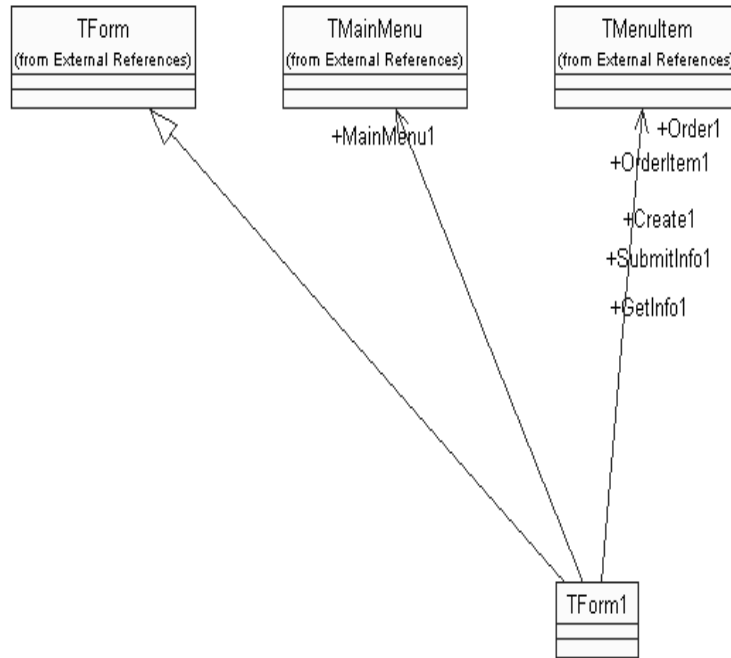 TForm
(from External References)
TMainMenu
(from External References)
TMenuItem
(from External References)
+MainMenu1
+Order1
+OrderItem1
+Create1
+SubmitInfo1
+GetInfo1
TForm1